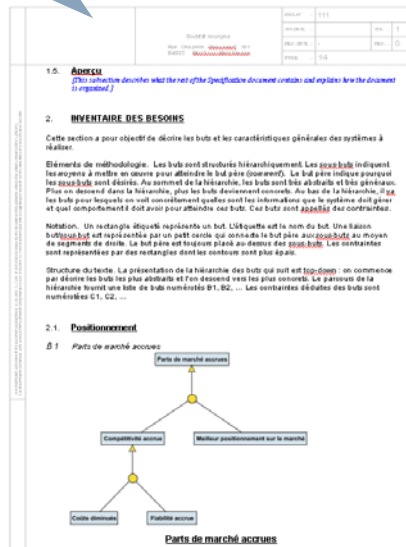 111
1
0
14
1.5. Aperçu
[This subsection describes what the rest of the Specification document contains and explains how the document
is organized.]
2. INVENTAIRE DES BESOINS
Cette section a pour objectif de décrire les buts et les caractéristiques générales des systèmes à
réaliser.
Eléments de méthodologie. Les buts sont structurés hiérarchiquement. Les sous-buts indiquent
les moyens à mettre en œuvre pour atteindre le but père (comment). Le but père indique pourquoi
les sous-buts sont désirés. Au sommet de la hiérarchie, les buts sont très abstraits et très généraux.
Plus on descend dans la hiérarchie, plus les buts deviennent concrets. Au bas de la hiérarchie, il ya
les buts pour lesquels on voit concrètement quelles sont les informations que le système doit gérer
et quel comportement il doit avoir pour atteindre ces buts. Ces buts sont appellés des contraintes.
Notation. Un rectangle étiqueté représente un but. L'étiquette est le nom du but. Une liaison
but/sous-but est représentée par un petit cercle qui connecte le but père aux sous-buts au moyen
de segments de droite. Le but père est toujours placé au-dessus des sous-buts. Les contraintes
sont représentées par des rectangles dont les contours sont plus épais.
Structure du texte. La présentation de la hiérarchie des buts qui suit est top-down : on commence
par décrire les buts les plus abstraits et l'on descend vers les plus concrets. Le parcours de la
hiérarchie fournit une liste de buts numérotés B1, B2, ... Les contraintes déduites des buts sont
numérotées C1, C2, ...
2.1. Positionnement
B.1 Parts de marché accrues
Parts de marché accrues
Compétitivité accrue
Meilleur positionnement sur le marché
Coûts diminués
Fiabilité accrue
Parts de marché accrues